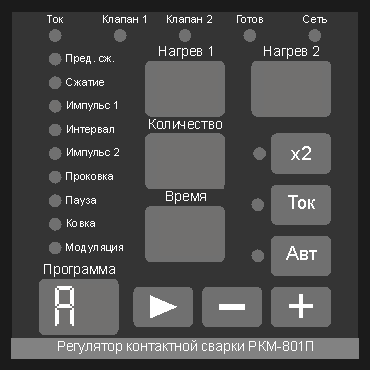 Ток Клапан 1 Клапан 2 Готов Сеть
Нагрев 1 Нагрев 2
Пред. сж.
Сжатие
Импульс 1
Количество
Интервал
Импульс 2
x2
Проковка
Время
Пауза
Ток
Ковка
Модуляция
Авт
Программа
A
− +
Регулятор контактной сварки РКМ-801П